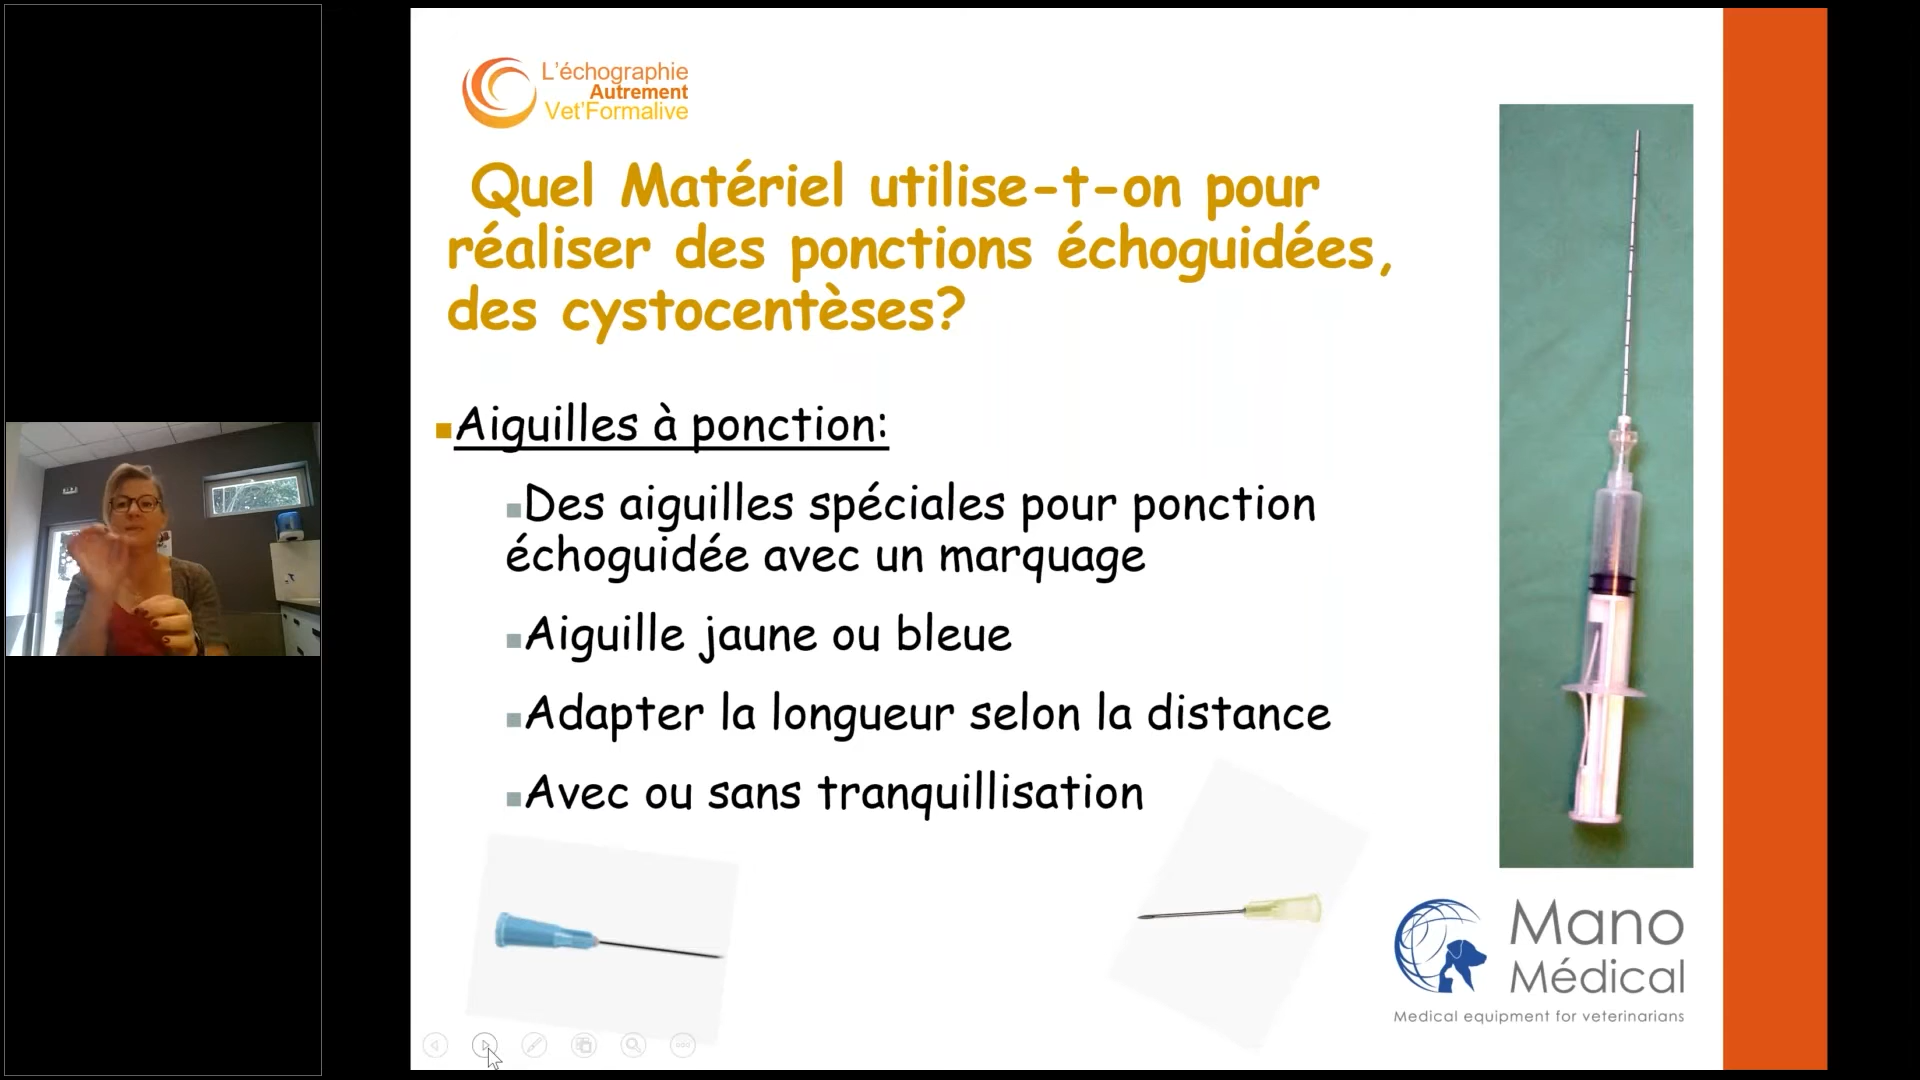 L'échographie
Autrement
Vet'Formalive
Quel Matériel utilise-t-on pour
réaliser des ponctions échoguidées,
des cystocentèses?
Aiguilles à ponction:
Des aiguilles spéciales pour ponction
échoguidée avec un marquage
Aiguille jaune ou bleue
Adapter la longueur selon la distance
Avec ou sans tranquillisation
Mano
Médical
Medical equipment for veterinarians